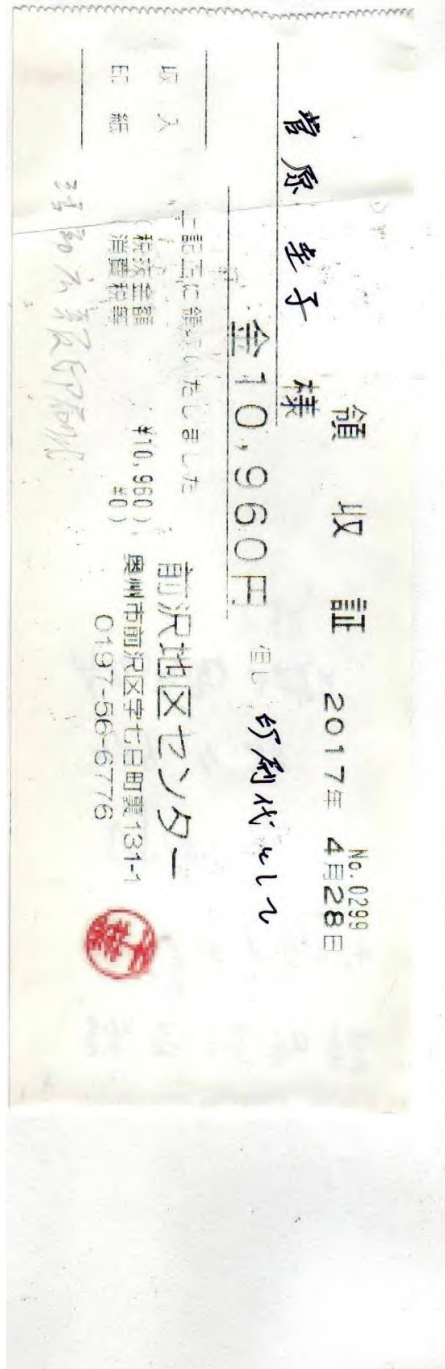 領収証
No. 0299
2017年 4月28日
菅原 圭子 様
金10,960円 但し 印刷代として
上記正に領収いたしました
収入
印紙
税抜金額 ¥10,960)
消費税額 ¥0)
前沢地区センター
奥州市前沢区字七日町裏131-1
0197-56-6776